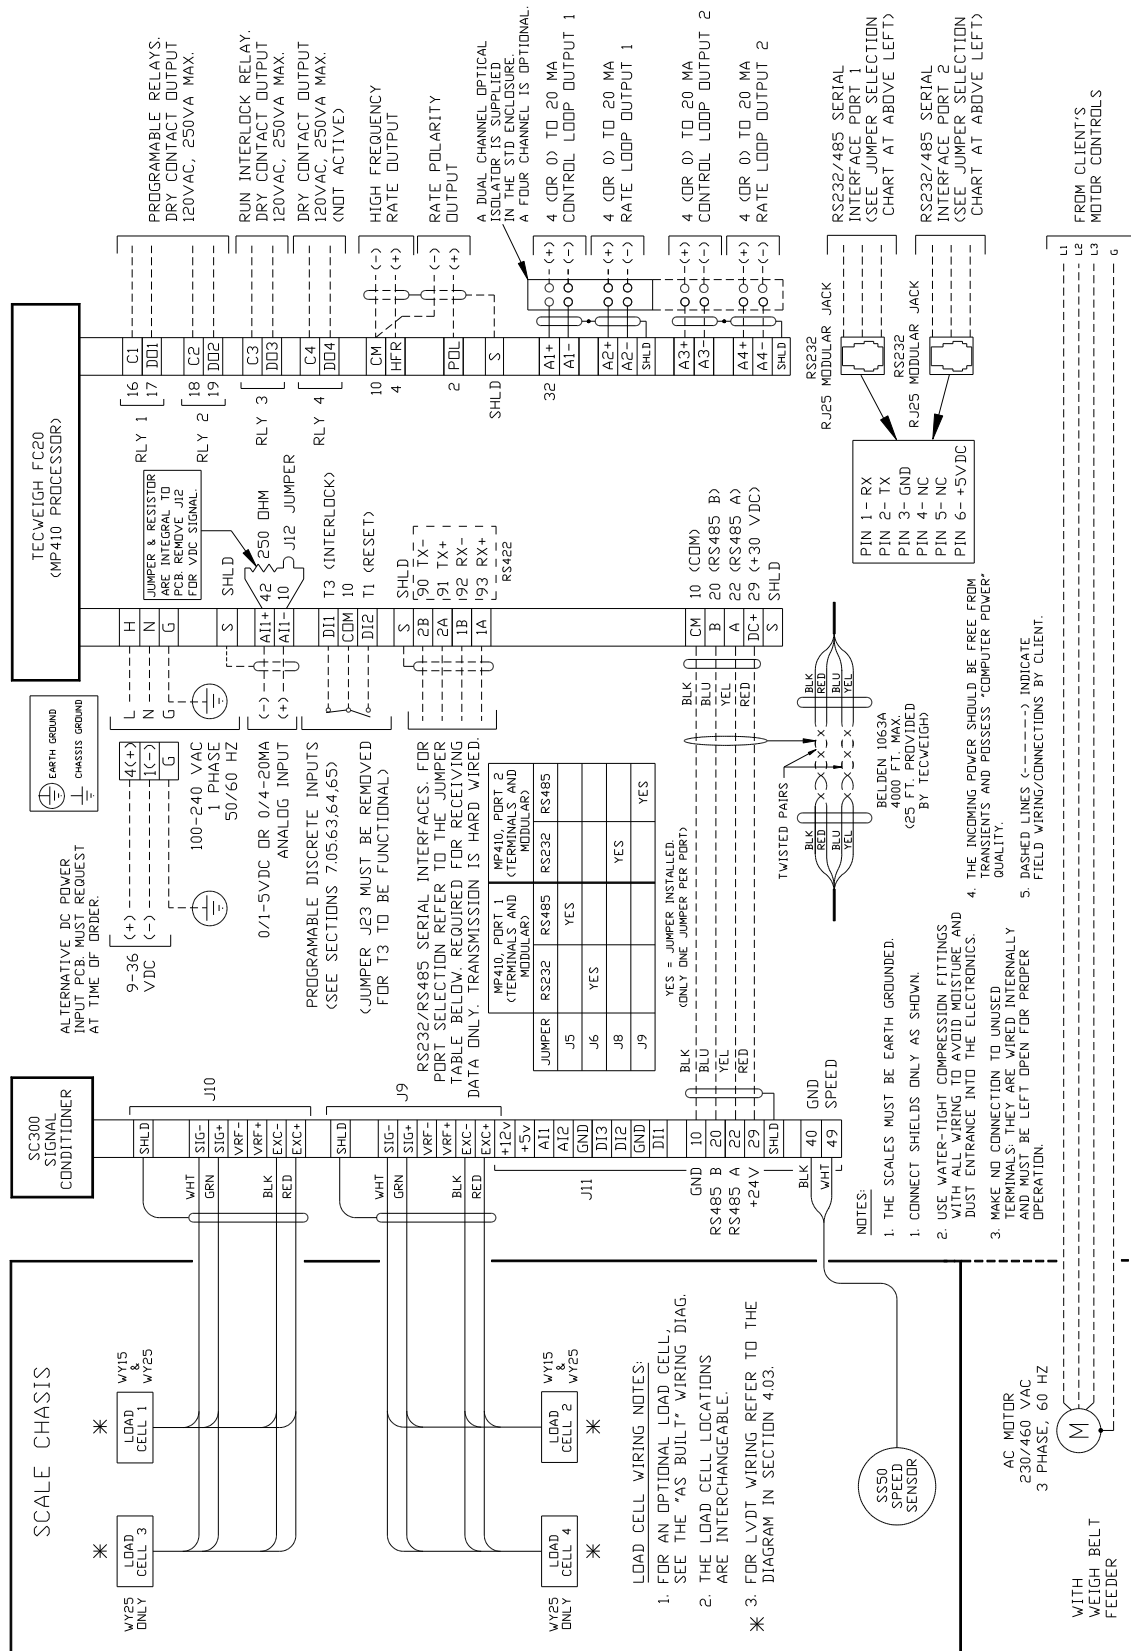 SCALE CHASSIS
WY25
ONLY
LOAD
CELL 3
LOAD
CELL 1
WY15
&
WY25
WY25
ONLY
LOAD
CELL 4
LOAD
CELL 2
WY15
&
WY25
LOAD CELL WIRING NOTES:
1. FOR AN OPTIONAL LOAD CELL,
SEE THE "AS BUILT" WIRING DIAG.
2. THE LOAD CELL LOCATIONS
ARE INTERCHANGEABLE.
3. FOR LVDT WIRING REFER TO THE
DIAGRAM IN SECTION 4.03.
SS50
SPEED
SENSOR
WITH
WEIGH BELT
FEEDER
AC MOTOR
230/460 VAC
3 PHASE, 60 HZ
M
SC300
SIGNAL
CONDITIONER
SHLD
WHT SIG-
GRN SIG+
VRF-
VRF+
BLK EXC-
RED EXC+
J10
SHLD
WHT SIG-
GRN SIG+
VRF-
VRF+
BLK EXC-
RED EXC+
J9
+12v
+5v
AI1
AI2
GND
DI3
DI2
GND
DI1
J11
GND 10 BLK
RS485 B 20 BLU
RS485 A 22 YEL
+24V 29 RED
SHLD
BLK 40 GND
WHT 49 SPEED
NOTES:
1. THE SCALES MUST BE EARTH GROUNDED.
1. CONNECT SHIELDS ONLY AS SHOWN.
2. USE WATER-TIGHT COMPRESSION FITTINGS
WITH ALL WIRING TO AVOID MOISTURE AND
DUST ENTRANCE INTO THE ELECTRONICS.
3. MAKE NO CONNECTION TO UNUSED
TERMINALS: THEY ARE WIRED INTERNALLY
AND MUST BE LEFT OPEN FOR PROPER
OPERATION.
4. THE INCOMING POWER SHOULD BE FREE FROM
TRANSIENTS AND POSSESS "COMPUTER POWER"
QUALITY.
5. DASHED LINES (-------) INDICATE
FIELD WIRING/CONNECTIONS BY CLIENT.
ALTERNATIVE DC POWER
INPUT PCB. MUST REQUEST
AT TIME OF ORDER.
EARTH GROUND
CHASSIS GROUND
9-36
VDC
(+)
(-)
4(+)
1(-)
G
100-240 VAC
1 PHASE
50/60 HZ
L
N
G
0/1-5VDC OR 0/4-20MA
ANALOG INPUT
(-)
(+)
PROGRAMABLE DISCRETE INPUTS
(SEE SECTIONS 7.05.63,64,65)
(JUMPER J23 MUST BE REMOVED
FOR T3 TO BE FUNCTIONAL)
RS232/RS485 SERIAL INTERFACES. FOR
PORT SELECTION REFER TO THE JUMPER
TABLE BELOW. REQUIRED FOR RECEIVING
DATA ONLY. TRANSMISSION IS HARD WIRED.
MP410, PORT 1
(TERMINALS AND
MODULAR)
MP410, PORT 2
(TERMINALS AND
MODULAR)
JUMPER RS232 RS485 RS232 RS485
J5 YES
J6 YES
J8 YES
J9 YES
YES = JUMPER INSTALLED.
(ONLY ONE JUMPER PER PORT)
TWISTED PAIRS
BLK
RED
BLU
YEL
BLK
RED
BLU
YEL
BELDEN 1063A
4000 FT. MAX.
(25 FT. PROVIDED
BY TECWEIGH)
TECWEIGH FC20
(MP410 PROCESSOR)
H
N
G
S SHLD
AI1+ 42
AI1- 10
250 OHM
J12 JUMPER
JUMPER & RESISTOR
ARE INTEGRAL TO
PCB. REMOVE J12
FOR VDC SIGNAL.
DI1 T3 (INTERLOCK)
COM 10
DI2 T1 (RESET)
S SHLD
2B 90 TX-
2A 91 TX+
1B 92 RX-
1A 93 RX+
RS422
BLK CM 10 (COM)
BLU B 20 (RS485 B)
YEL A 22 (RS485 A)
RED DC+ 29 (+30 VDC)
S SHLD
RLY 1
16 C1
17 DO1
RLY 2
18 C2
19 DO2
PROGRAMABLE RELAYS.
DRY CONTACT OUTPUT
120VAC, 250VA MAX.
RLY 3
C3
DO3
RUN INTERLOCK RELAY.
DRY CONTACT OUTPUT
120VAC, 250VA MAX.
RLY 4
C4
DO4
DRY CONTACT OUTPUT
120VAC, 250VA MAX.
(NOT ACTIVE)
10 CM (-)
4 HFR (+)
HIGH FREQUENCY
RATE OUTPUT
(-)
2 POL (+)
RATE POLARITY
OUTPUT
SHLD S
A DUAL CHANNEL OPTICAL
ISOLATOR IS SUPPLIED
IN THE STD ENCLOSURE.
A FOUR CHANNEL IS OPTIONAL.
32 A1+ (+)
A1- (-)
4 (OR 0) TO 20 MA
CONTROL LOOP OUTPUT 1
A2+ (+)
A2- (-)
SHLD
4 (OR 0) TO 20 MA
RATE LOOP OUTPUT 1
A3+ (+)
A3- (-)
4 (OR 0) TO 20 MA
CONTROL LOOP OUTPUT 2
A4+ (+)
A4- (-)
SHLD
4 (OR 0) TO 20 MA
RATE LOOP OUTPUT 2
RS232
RJ25 MODULAR JACK
RS232/485 SERIAL
INTERFACE PORT 1
(SEE JUMPER SELECTION
CHART AT ABOVE LEFT)
RS232
RJ25 MODULAR JACK
RS232/485 SERIAL
INTERFACE PORT 2
(SEE JUMPER SELECTION
CHART AT ABOVE LEFT)
PIN 1- RX
PIN 2- TX
PIN 3- GND
PIN 4- NC
PIN 5- NC
PIN 6- +5VDC
L1
L2
L3
G
FROM CLIENT'S
MOTOR CONTROLS